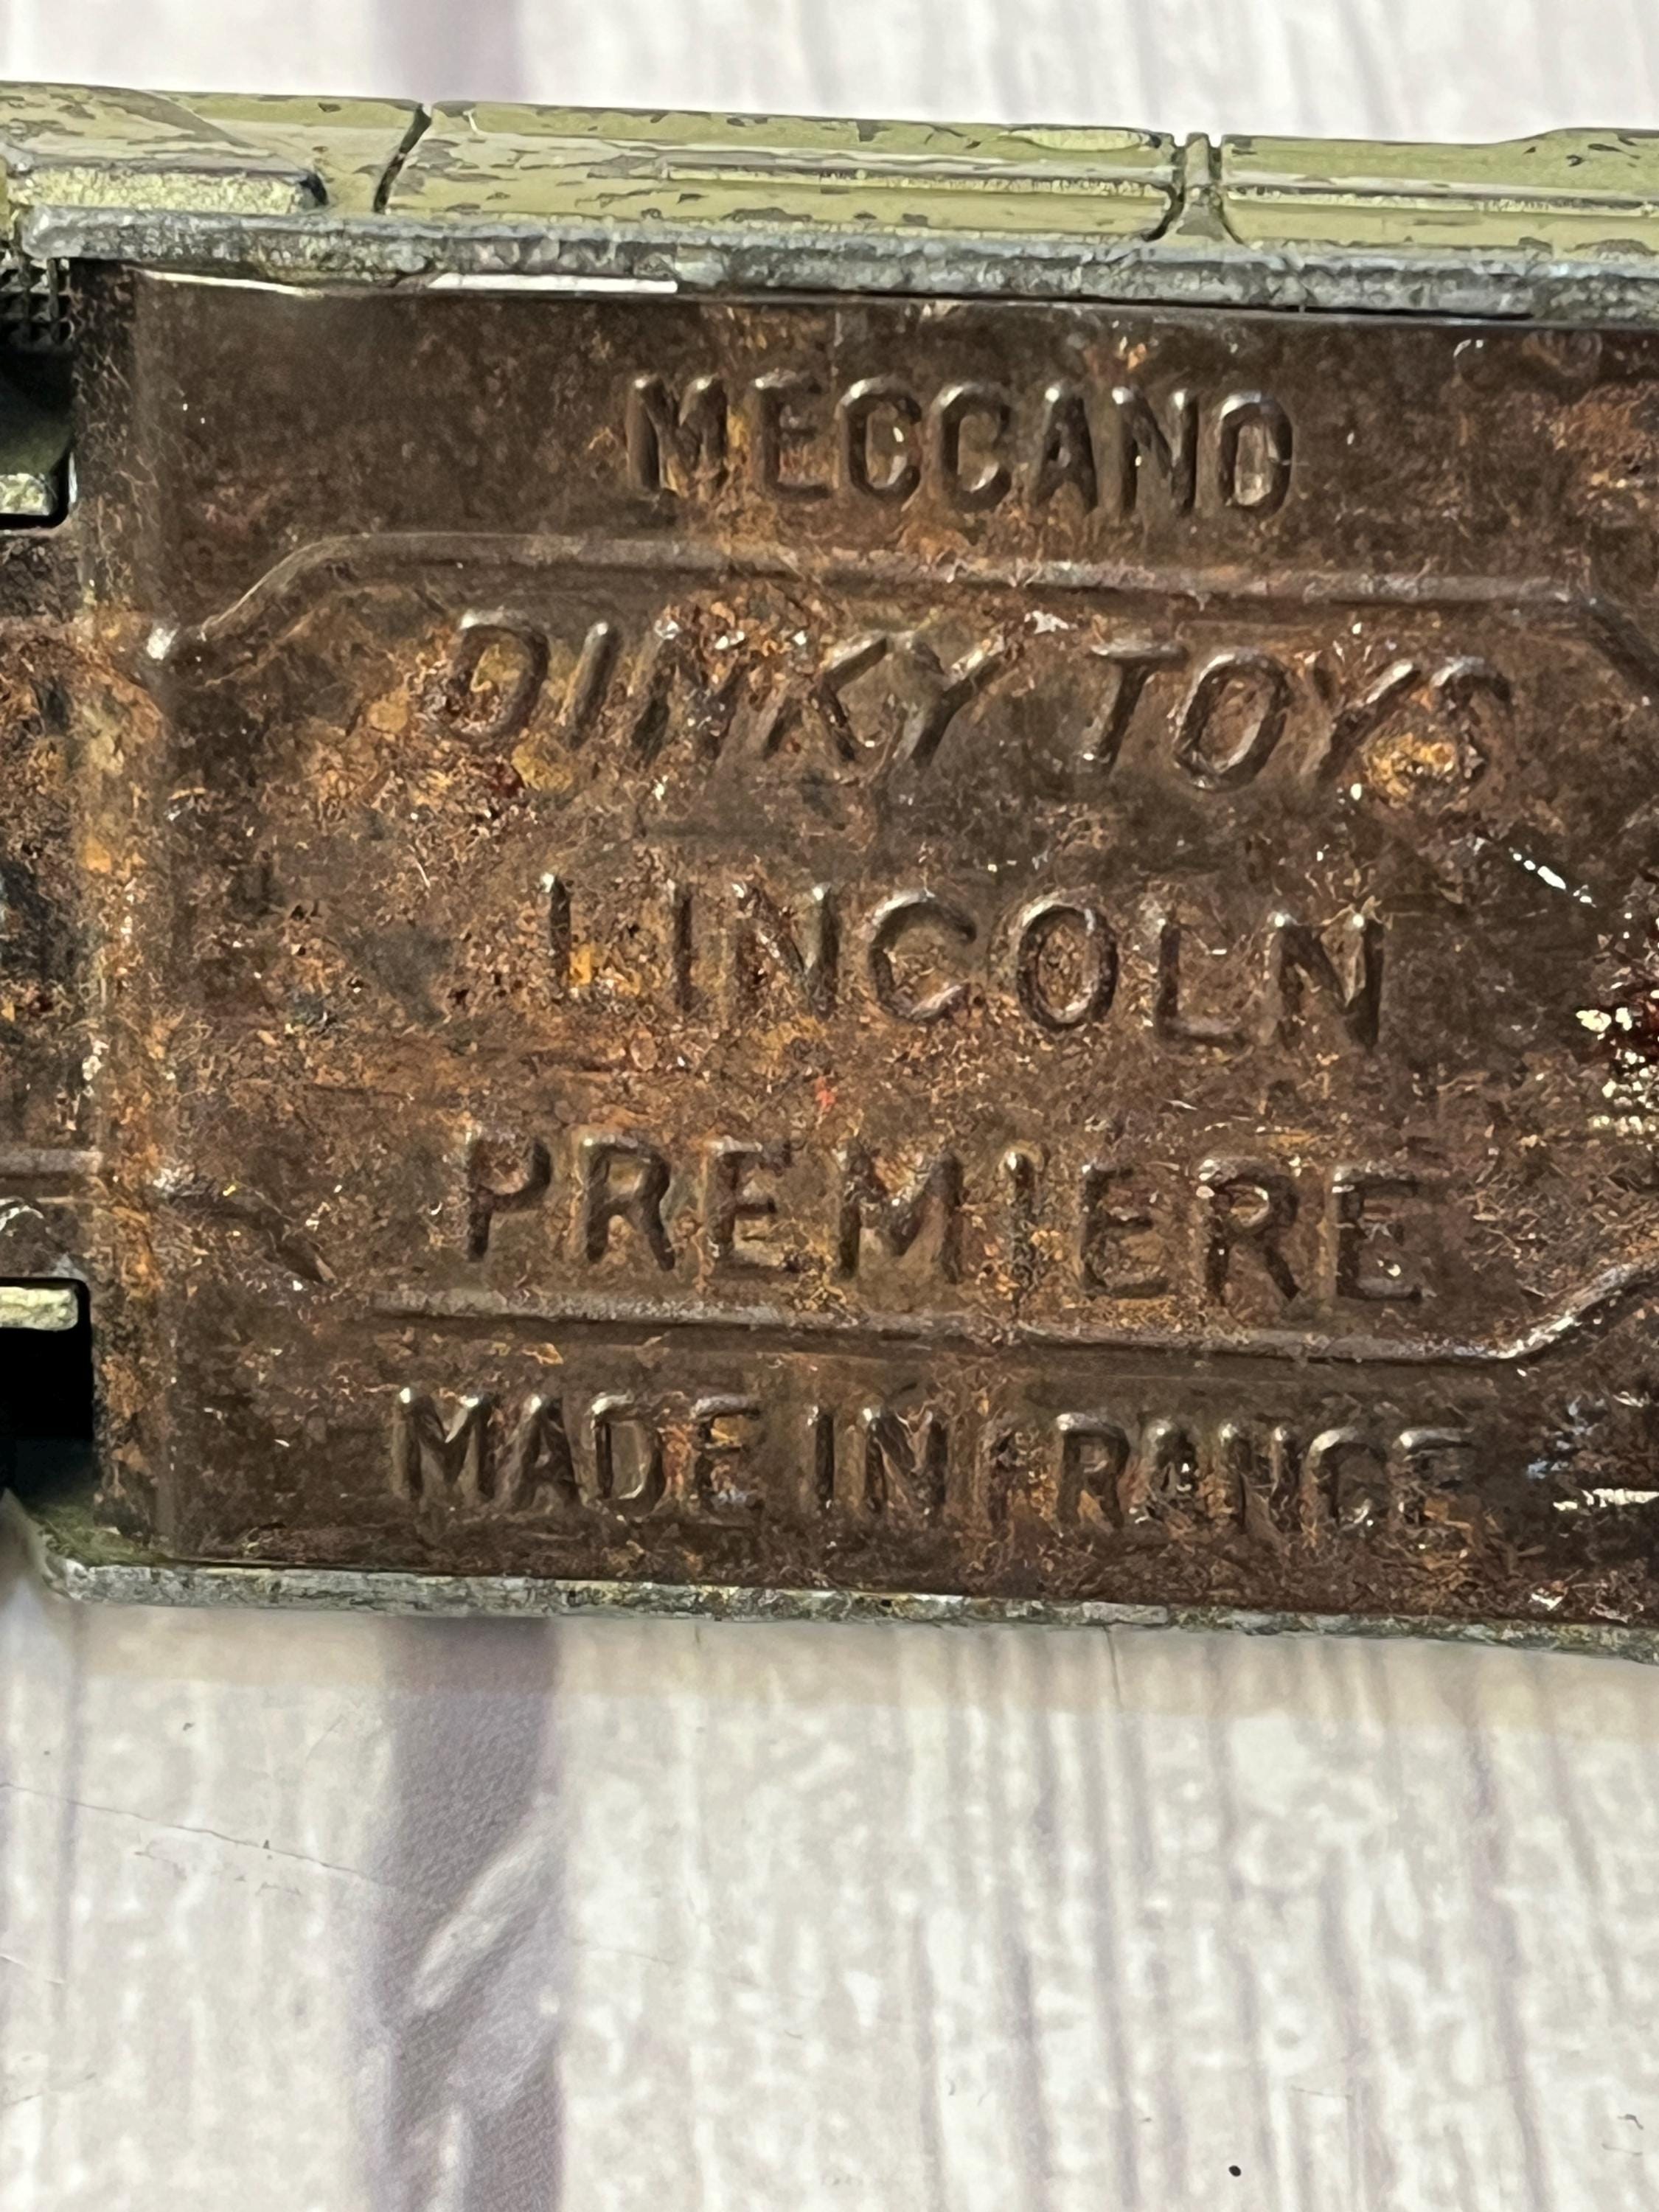 MECCANO
DINKY TOYS
LINCOLN
PREMIERE
MADE IN FRANCE